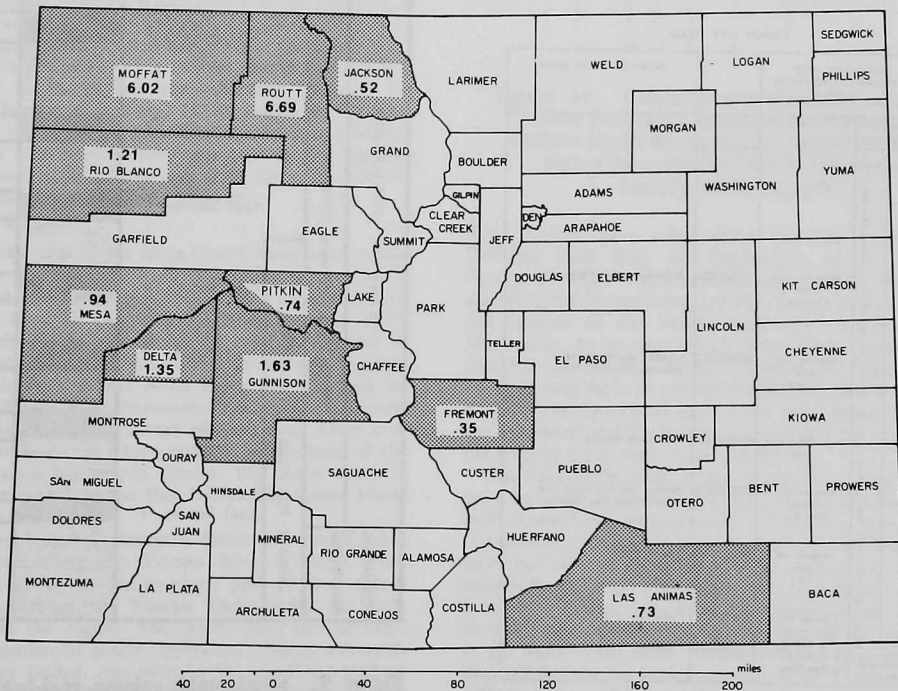 SEDGWICK
MOFFAT
6.02
ROUTT
6.69
JACKSON
.52
LARIMER
WELD
LOGAN
PHILLIPS
MORGAN
1.21
RIO BLANCO
GRAND
BOULDER
GILPIN
CLEAR
CREEK
ADAMS
WASHINGTON
YUMA
GARFIELD
EAGLE
SUMMIT
JEFF
DEN
ARAPAHOE
DOUGLAS
ELBERT
KIT CARSON
.94
MESA
PITKIN
.74
LAKE
PARK
LINCOLN
TELLER
EL PASO
CHEYENNE
DELTA
1.35
1.63
GUNNISON
CHAFFEE
FREMONT
.35
KIOWA
MONTROSE
CROWLEY
OURAY
SAGUACHE
CUSTER
PUEBLO
SAN MIGUEL
HINSDALE
OTERO
BENT
PROWERS
DOLORES
SAN
JUAN
MINERAL
RIO GRANDE
ALAMOSA
HUERFANO
MONTEZUMA
LA PLATA
ARCHULETA
CONEJOS
COSTILLA
LAS ANIMAS
.73
BACA
miles
40 0 40 80 120 160 200